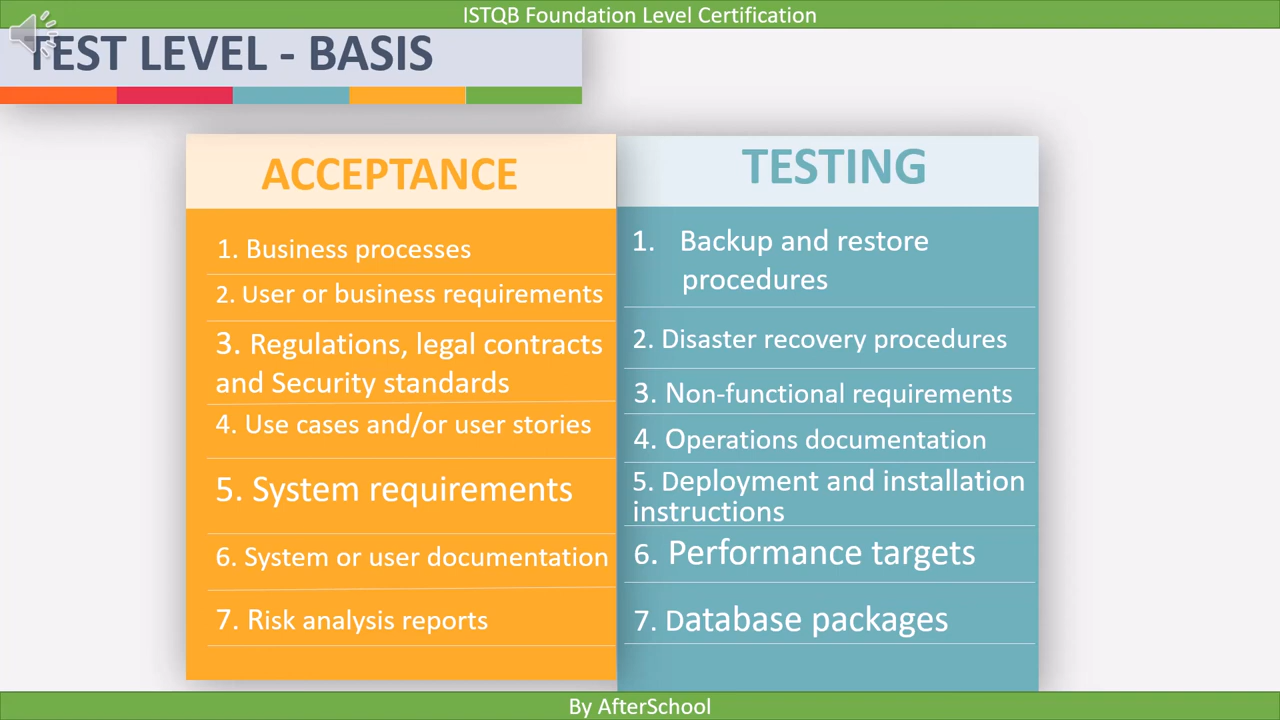 ISTQB Foundation Level Certification
TEST LEVEL - BASIS
ACCEPTANCE
1. Business processes
2. User or business requirements
3. Regulations, legal contracts
and Security standards
4. Use cases and/or user stories
5. System requirements
6. System or user documentation
7. Risk analysis reports
TESTING
1. Backup and restore
procedures
2. Disaster recovery procedures
3. Non-functional requirements
4. Operations documentation
5. Deployment and installation
instructions
6. Performance targets
7. Database packages
By AfterSchool